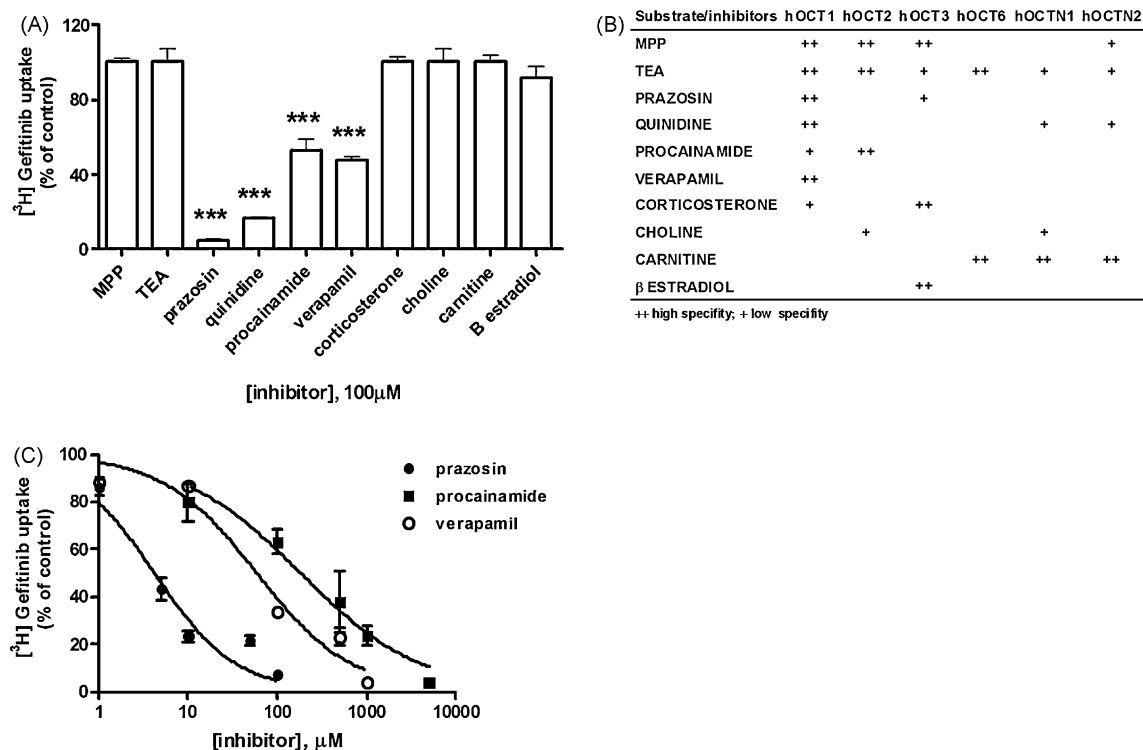 (A)
120
80
40
0
[³H] Gefitinib uptake
(% of control)
***
***
***
***
MPP
TEA
prazosin
quinidine
procainamide
verapamil
corticosterone
choline
carnitine
B estradiol
[inhibitor], 100μM
(B)
Substrate/inhibitors hOCT1 hOCT2 hOCT3 hOCT6 hOCTN1 hOCTN2
MPP ++ ++ ++ +
TEA ++ ++ + ++ + +
PRAZOSIN ++ +
QUINIDINE ++ + +
PROCAINAMIDE + ++
VERAPAMIL ++
CORTICOSTERONE + ++
CHOLINE + +
CARNITINE ++ ++ ++
β ESTRADIOL ++
++ high specifity; + low specifity
(C)
100
80
60
40
20
0
[³H] Gefitinib uptake
(% of control)
prazosin
procainamide
verapamil
1 10 100 1000 10000
[inhibitor], μM